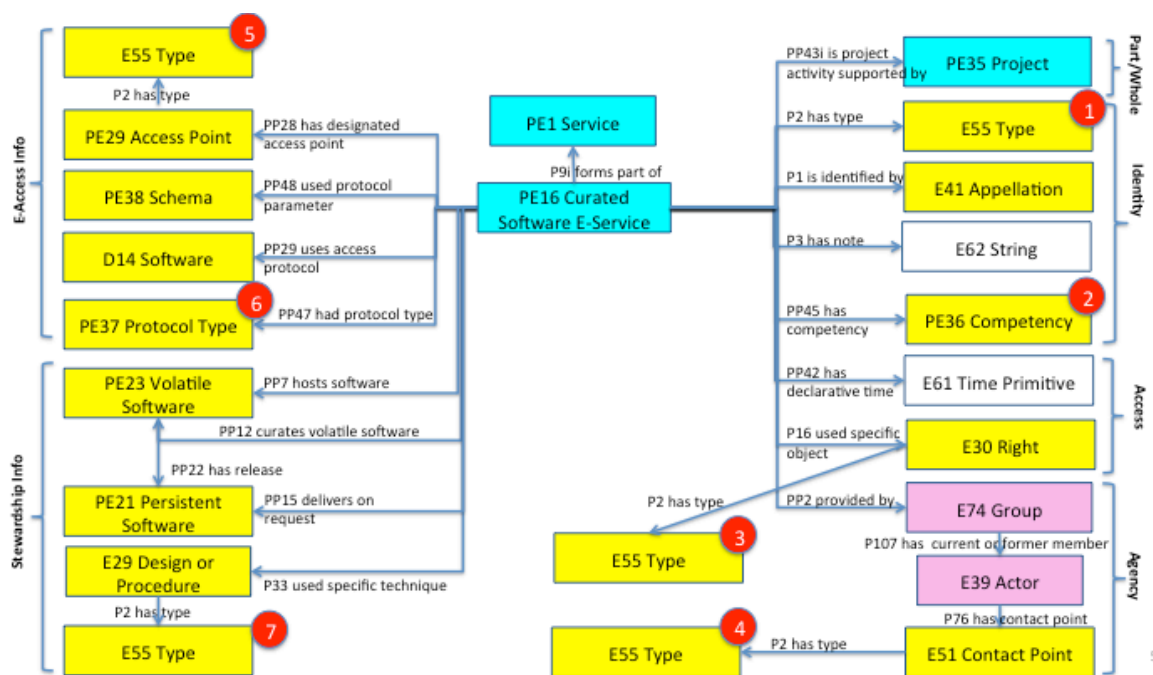 5
E55 Type
P2 has type
PE29 Access Point
PP28 has designated
access point
PE38 Schema
PP48 used protocol
parameter
D14 Software
PP29 uses access
protocol
6
PE37 Protocol Type
PP47 had protocol type
E-Access Info
PE23 Volatile
Software
PP7 hosts software
PP12 curates volatile software
PP22 has release
PE21 Persistent
Software
PP15 delivers on
request
E29 Design or
Procedure
P33 used specific technique
P2 has type
7
E55 Type
Stewardship Info
PE1 Service
P9i forms part of
PE16 Curated
Software E-Service
PP43i is project
activity supported by
PE35 Project
Part/Whole
1
P2 has type
E55 Type
P1 is identified by
E41 Appellation
P3 has note
E62 String
2
PP45 has
competency
PE36 Competency
Identity
PP42 has
declarative time
E61 Time Primitive
P16 used specific
object
E30 Right
Access
P2 has type
3
E55 Type
PP2 provided by
E74 Group
P107 has current or former member
E39 Actor
P76 has contact point
E51 Contact Point
Agency
P2 has type
4
E55 Type